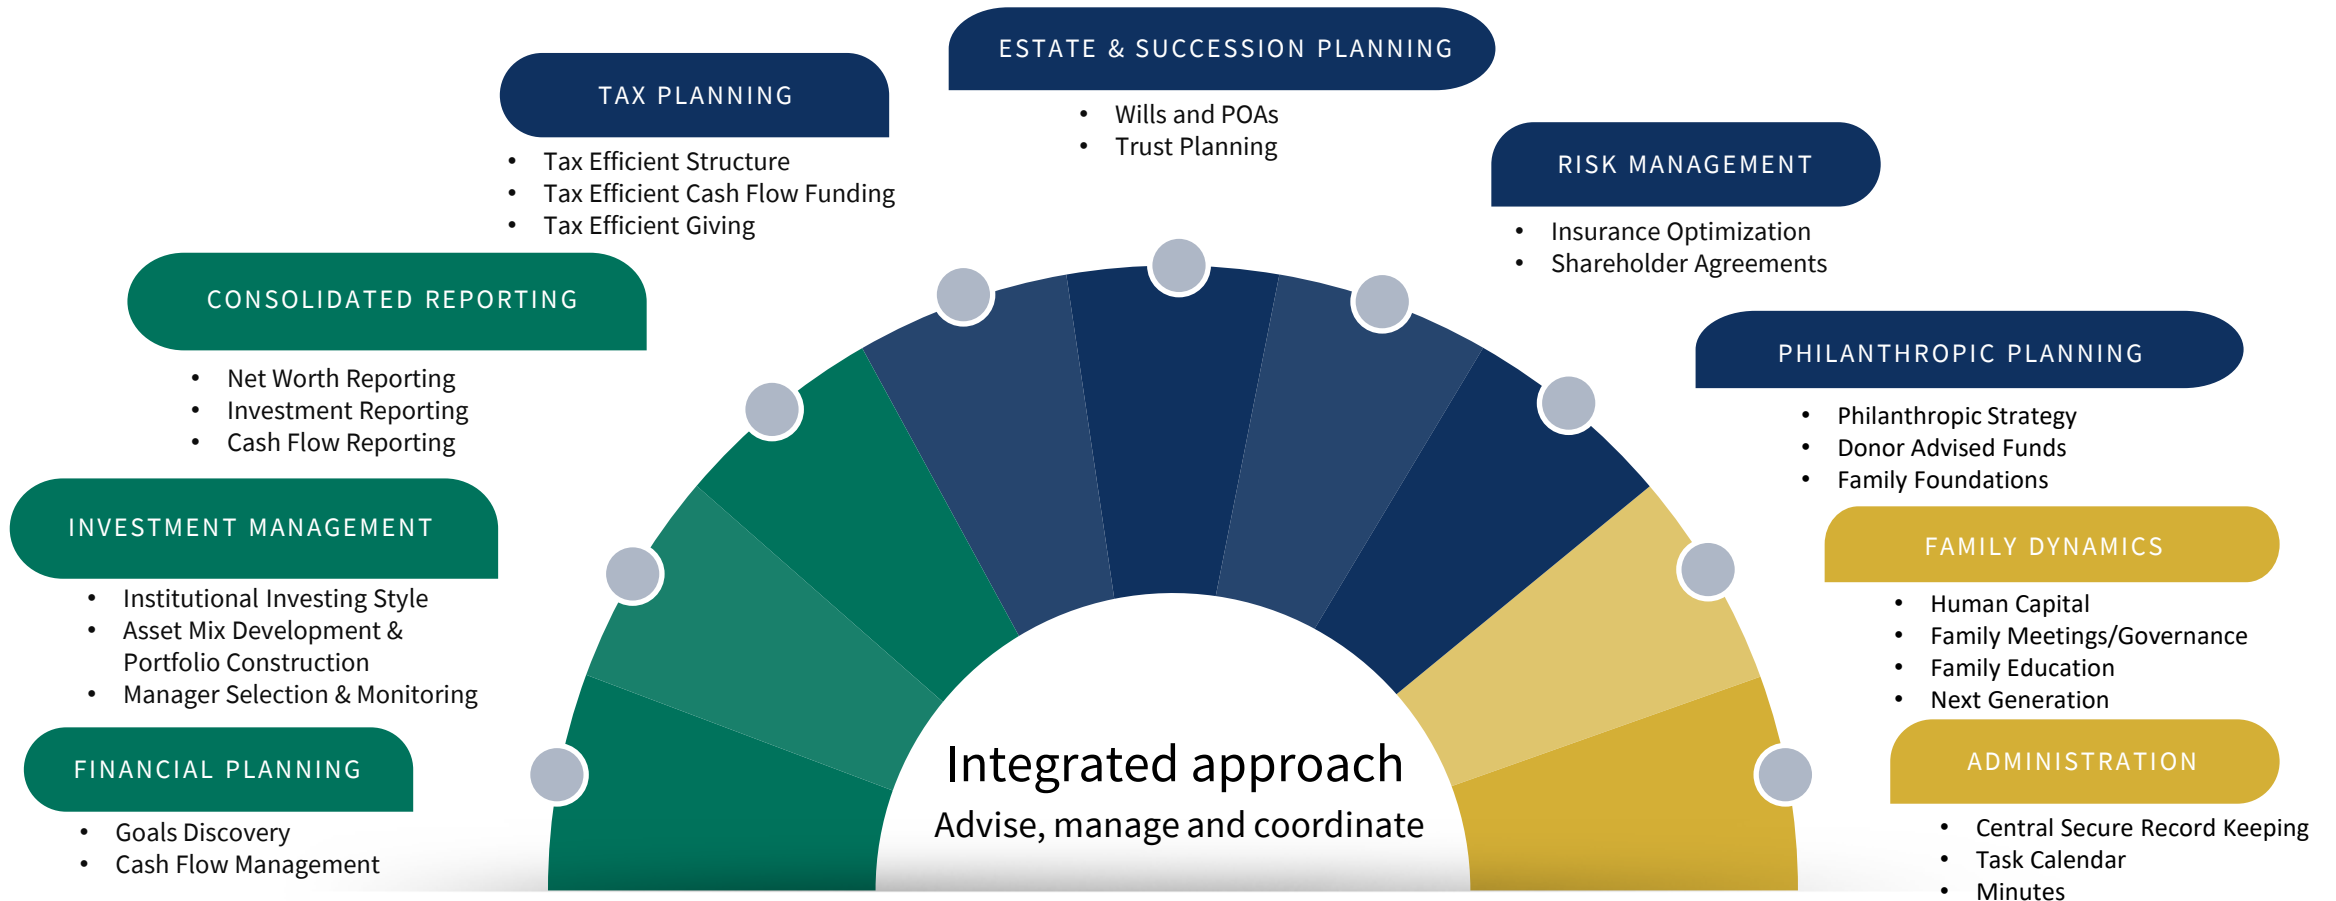 ESTATE & SUCCESSION PLANNING
• Wills and POAs
• Trust Planning
TAX PLANNING
• Tax Efficient Structure
• Tax Efficient Cash Flow Funding
• Tax Efficient Giving
RISK MANAGEMENT
• Insurance Optimization
• Shareholder Agreements
CONSOLIDATED REPORTING
• Net Worth Reporting
• Investment Reporting
• Cash Flow Reporting
PHILANTHROPIC PLANNING
• Philanthropic Strategy
• Donor Advised Funds
• Family Foundations
INVESTMENT MANAGEMENT
• Institutional Investing Style
• Asset Mix Development &
Portfolio Construction
• Manager Selection & Monitoring
FAMILY DYNAMICS
• Human Capital
• Family Meetings/Governance
• Family Education
• Next Generation
FINANCIAL PLANNING
• Goals Discovery
• Cash Flow Management
Integrated approach
Advise, manage and coordinate
ADMINISTRATION
• Central Secure Record Keeping
• Task Calendar
• Minutes